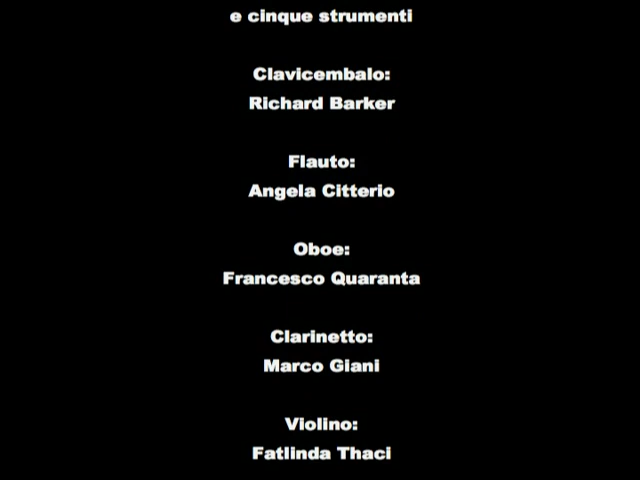 e cinque strumenti
Clavicembalo:
Richard Barker
Flauto:
Angela Citterio
Oboe:
Francesco Quaranta
Clarinetto:
Marco Giani
Violino:
Fatlinda Thaci